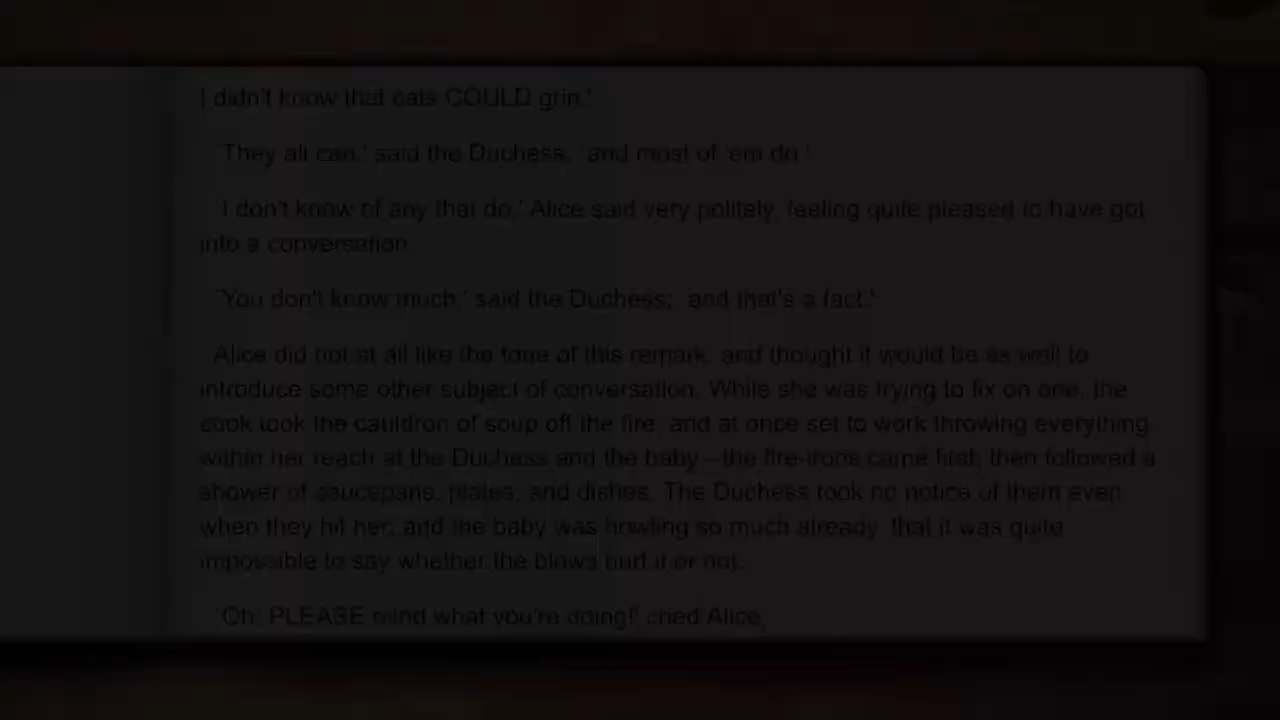 I didn't know that cats COULD grin.'
'They all can,' said the Duchess; 'and most of 'em do.'
'I don't know of any that do,' Alice said very politely, feeling quite pleased to have got
into a conversation.
'You don't know much,' said the Duchess; 'and that's a fact.'
Alice did not at all like the tone of this remark, and thought it would be as well to
introduce some other subject of conversation. While she was trying to fix on one, the
cook took the cauldron of soup off the fire, and at once set to work throwing everything
within her reach at the Duchess and the baby – the fire-irons came first; then followed a
shower of saucepans, plates, and dishes. The Duchess took no notice of them even
when they hit her; and the baby was howling so much already, that it was quite
impossible to say whether the blows hurt it or not.
'Oh, PLEASE mind what you're doing!' cried Alice,